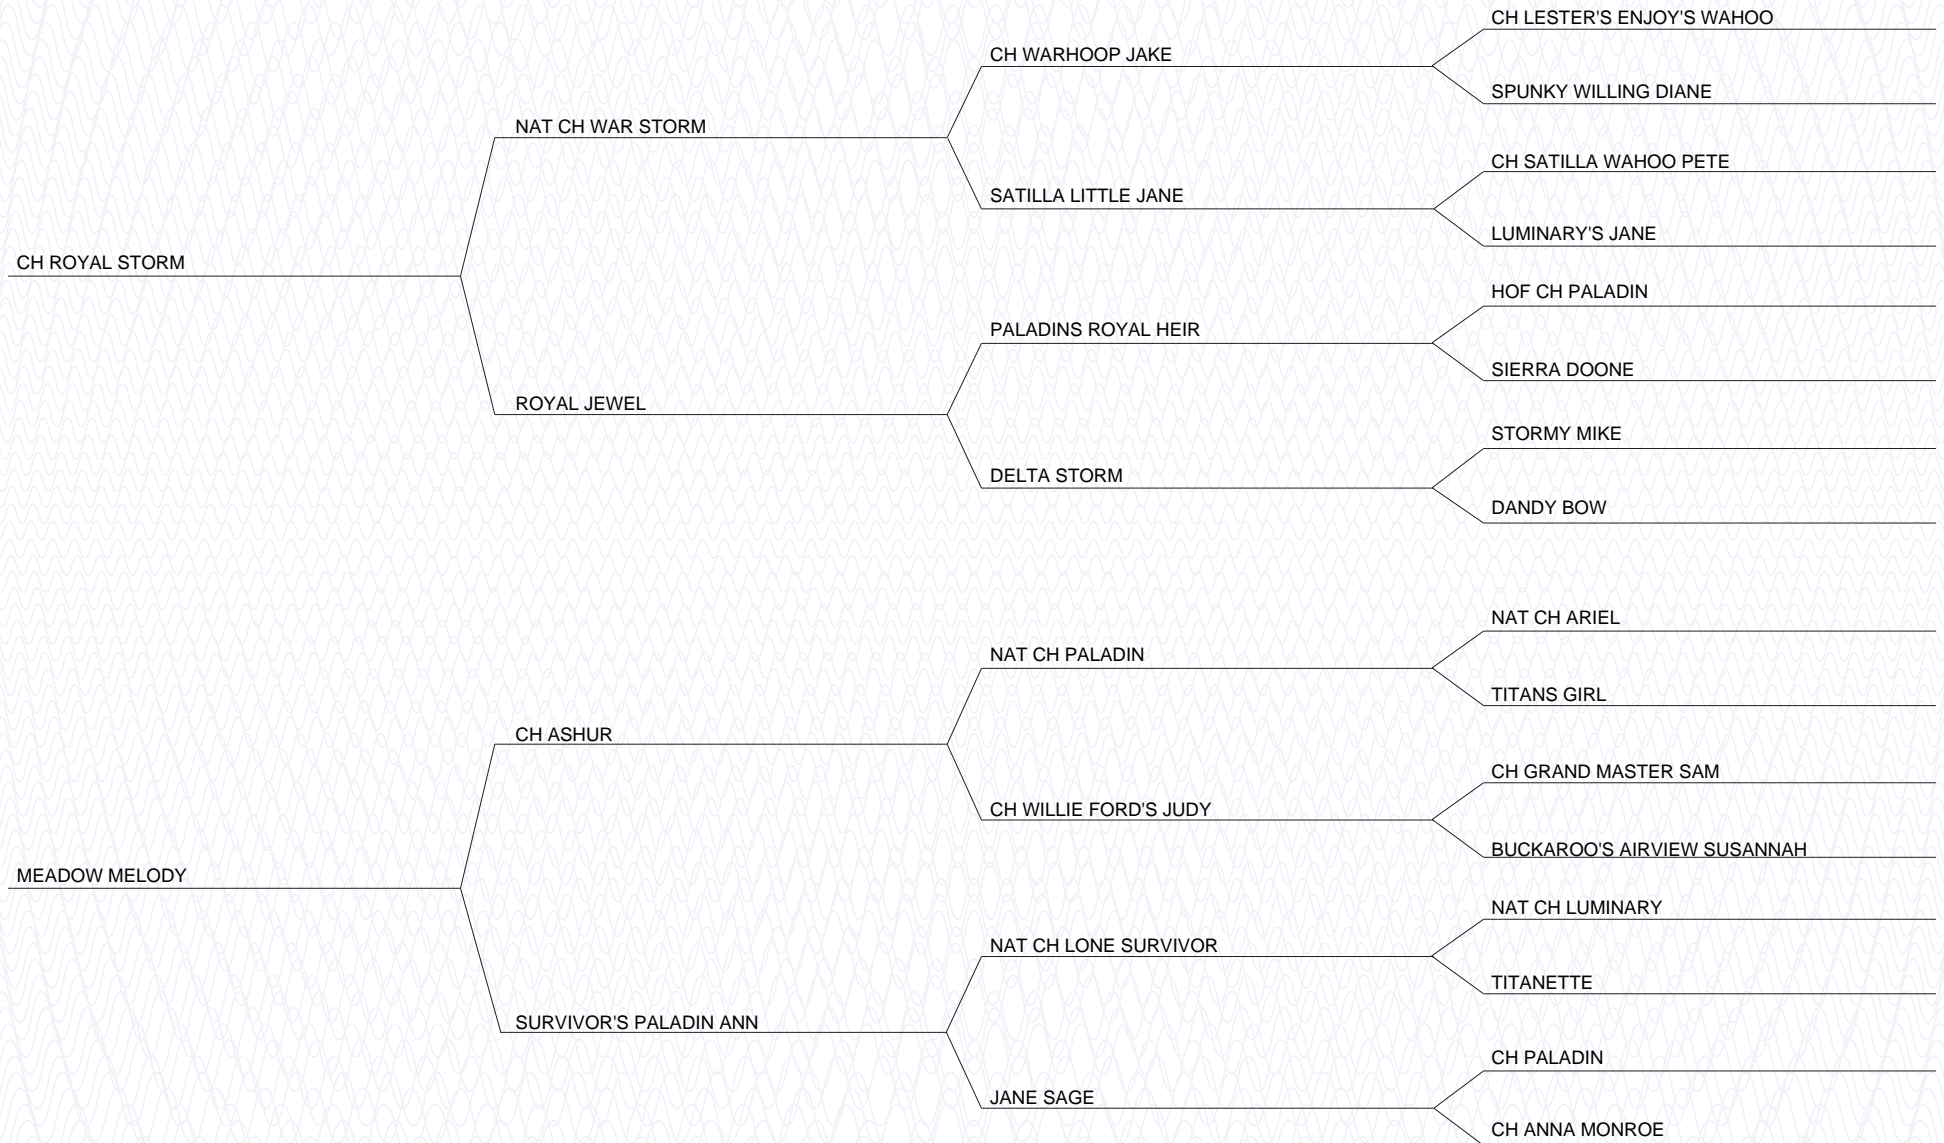 CH LESTER'S ENJOY'S WAHOO
CH WARHOOP JAKE
SPUNKY WILLING DIANE
NAT CH WAR STORM
CH SATILLA WAHOO PETE
SATILLA LITTLE JANE
LUMINARY'S JANE
CH ROYAL STORM
HOF CH PALADIN
PALADINS ROYAL HEIR
SIERRA DOONE
ROYAL JEWEL
STORMY MIKE
DELTA STORM
DANDY BOW
NAT CH ARIEL
NAT CH PALADIN
TITANS GIRL
CH ASHUR
CH GRAND MASTER SAM
CH WILLIE FORD'S JUDY
BUCKAROO'S AIRVIEW SUSANNAH
MEADOW MELODY
NAT CH LUMINARY
NAT CH LONE SURVIVOR
TITANETTE
SURVIVOR'S PALADIN ANN
CH PALADIN
JANE SAGE
CH ANNA MONROE